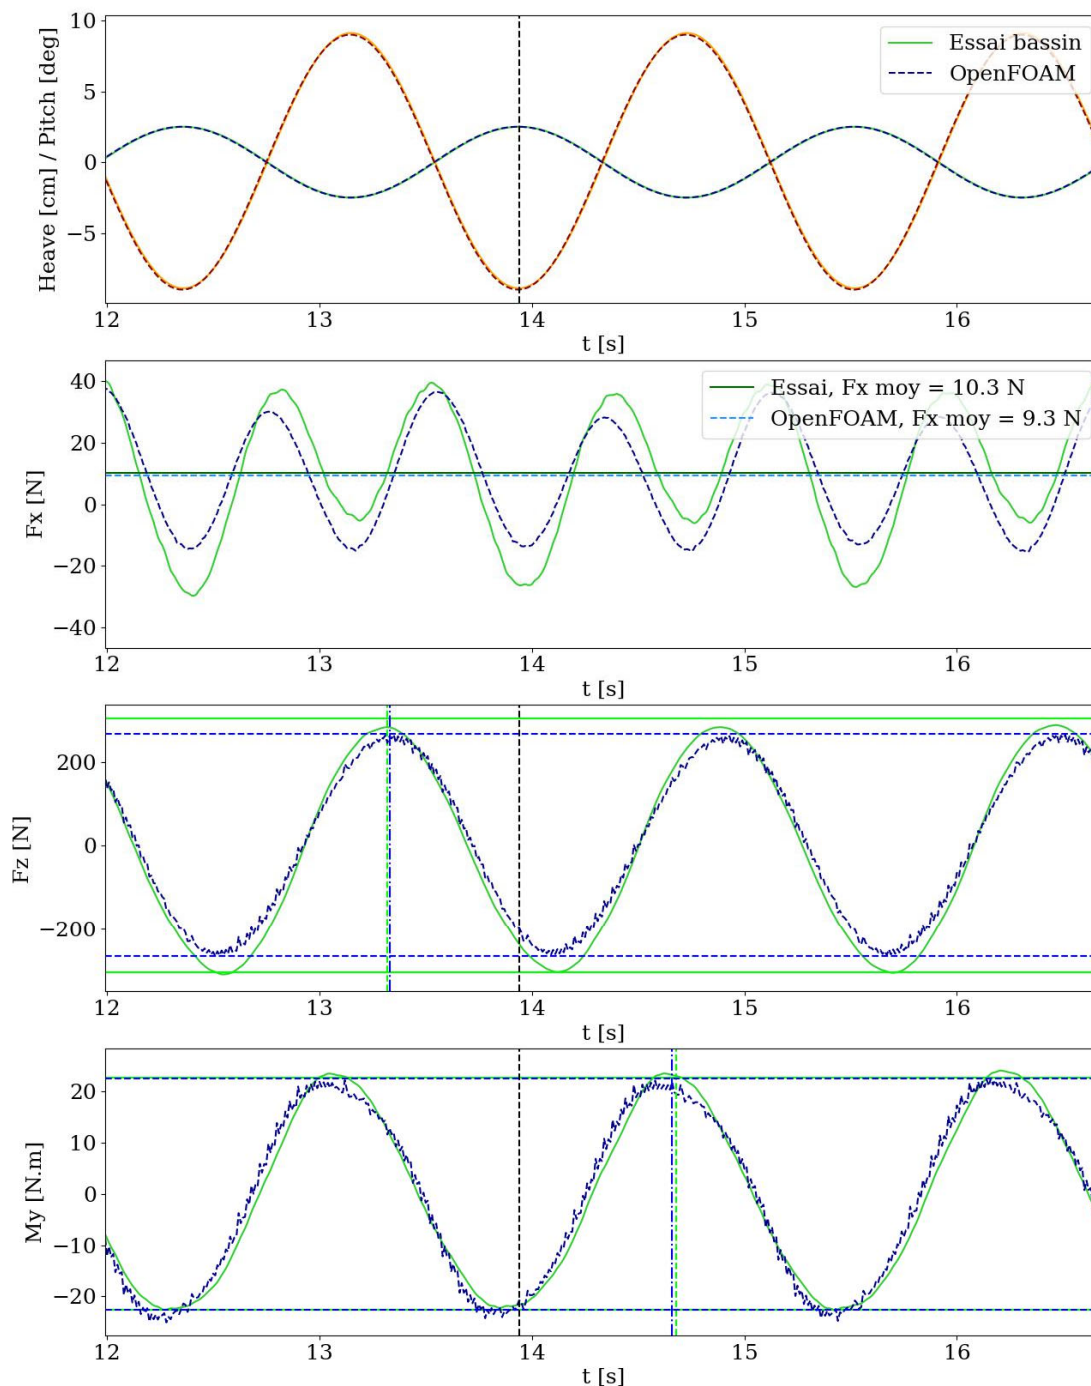 10
5
0
−5
Heave [cm] / Pitch [deg]
Essai bassin
OpenFOAM
12 13 14 15 16
t [s]
40
20
0
−20
−40
Fx [N]
Essai, Fx moy = 10.3 N
OpenFOAM, Fx moy = 9.3 N
12 13 14 15 16
t [s]
200
0
−200
Fz [N]
12 13 14 15 16
t [s]
20
10
0
−10
−20
My [N.m]
12 13 14 15 16
t [s]